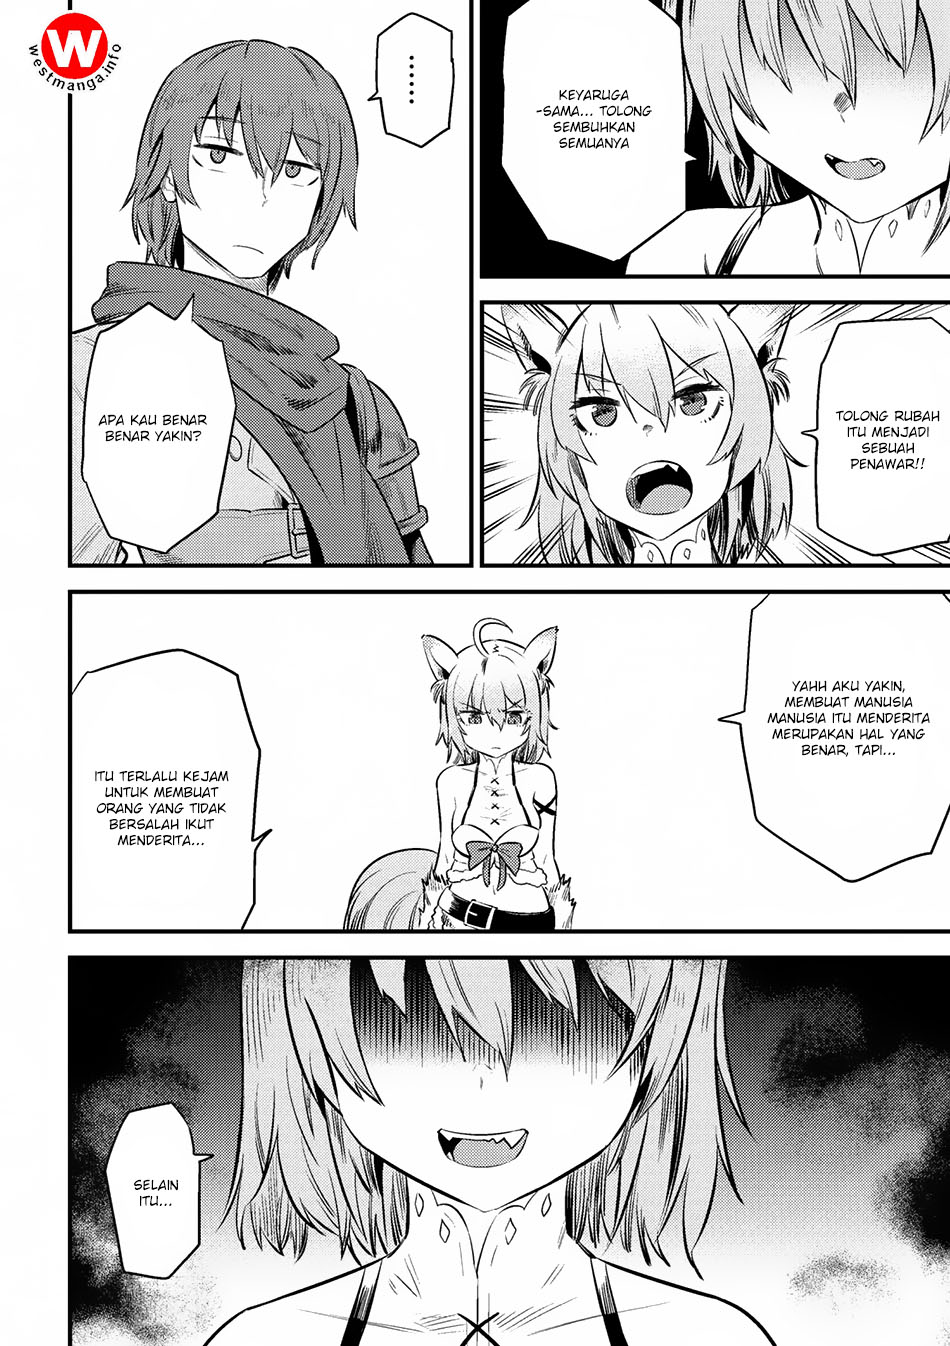 W
westmanga.info
KEYARUGA
-SAMA... TOLONG
SEMBUHKAN
SEMUANYA
......
TOLONG RUBAH
ITU MENJADI
SEBUAH
PENAWAR!!
APA KAU BENAR
BENAR YAKIN?
YAHH AKU YAKIN,
MEMBUAT MANUSIA
MANUSIA ITU MENDERITA
MERUPAKAN HAL YANG
BENAR, TAPI...
ITU TERLALU KEJAM
UNTUK MEMBUAT
ORANG YANG TIDAK
BERSALAH IKUT
MENDERITA...
SELAIN
ITU...